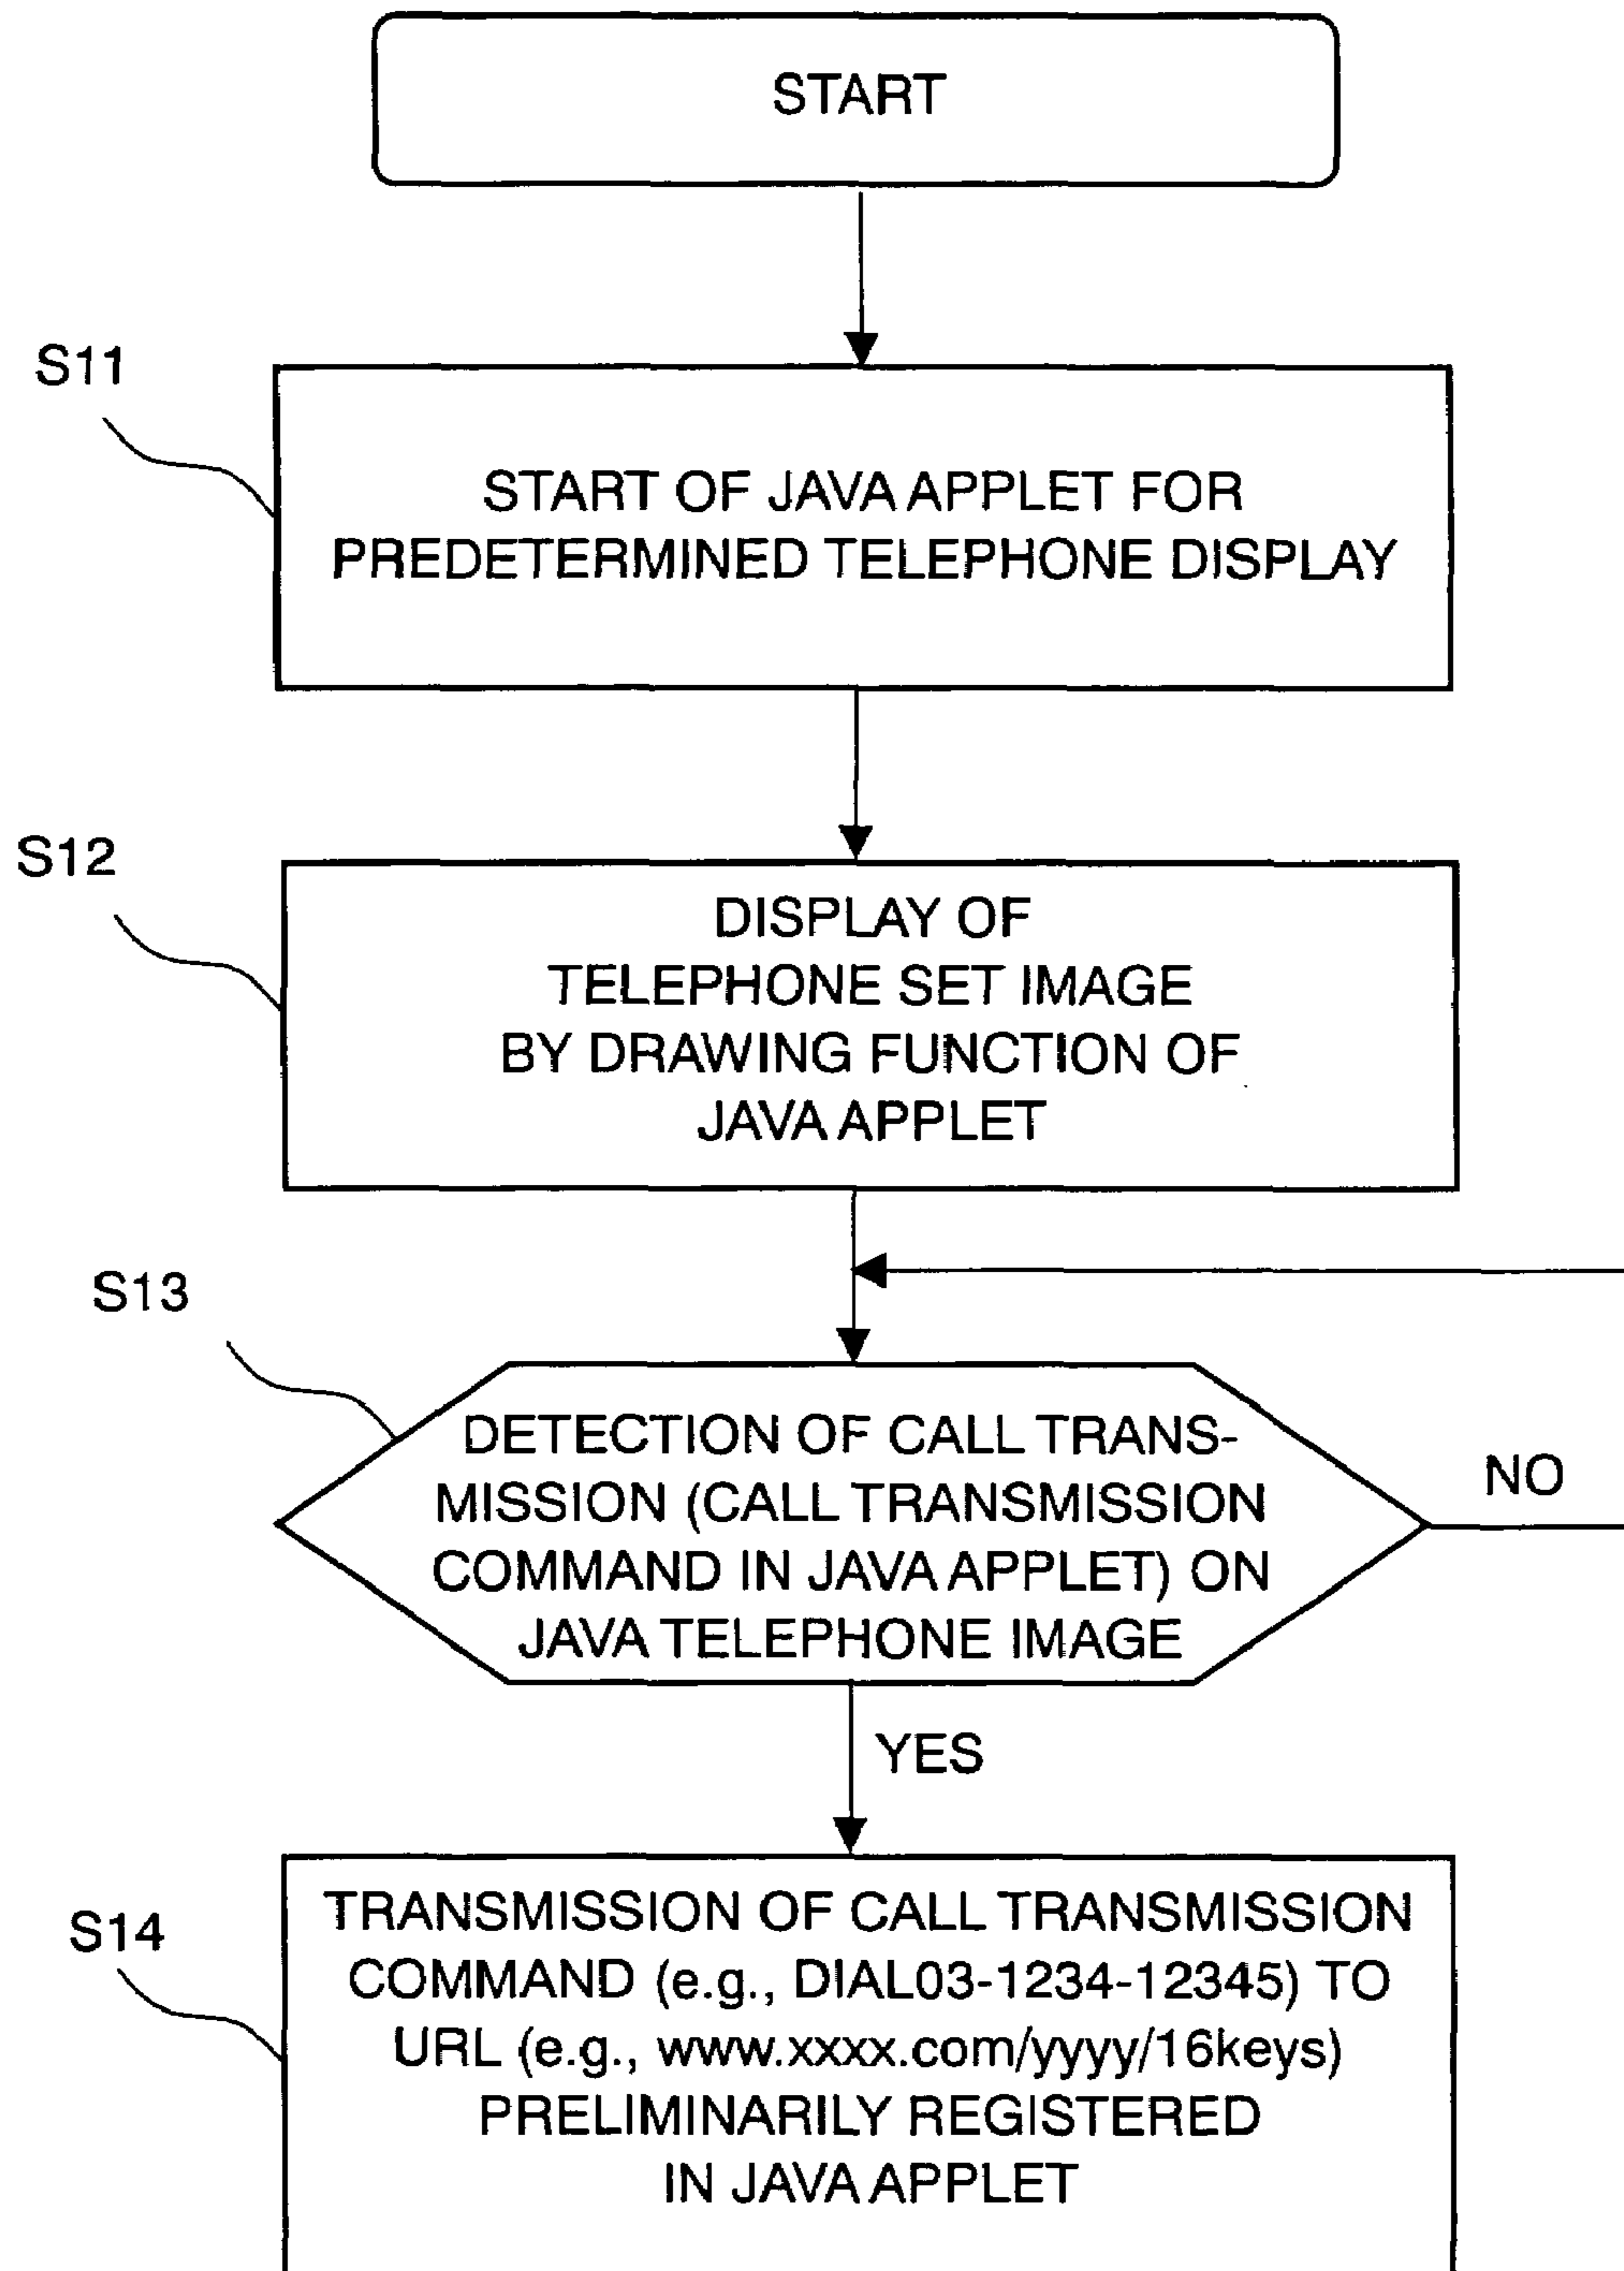 START
S11
START OF JAVA APPLET FOR
PREDETERMINED TELEPHONE DISPLAY
S12
DISPLAY OF
TELEPHONE SET IMAGE
BY DRAWING FUNCTION OF
JAVA APPLET
S13
DETECTION OF CALL TRANS-
MISSION (CALL TRANSMISSION
COMMAND IN JAVA APPLET) ON
JAVA TELEPHONE IMAGE
NO
YES
S14
TRANSMISSION OF CALL TRANSMISSION
COMMAND (e.g., DIAL03-1234-12345) TO
URL (e.g., www.xxxx.com/yyyy/16keys)
PRELIMINARILY REGISTERED
IN JAVA APPLET